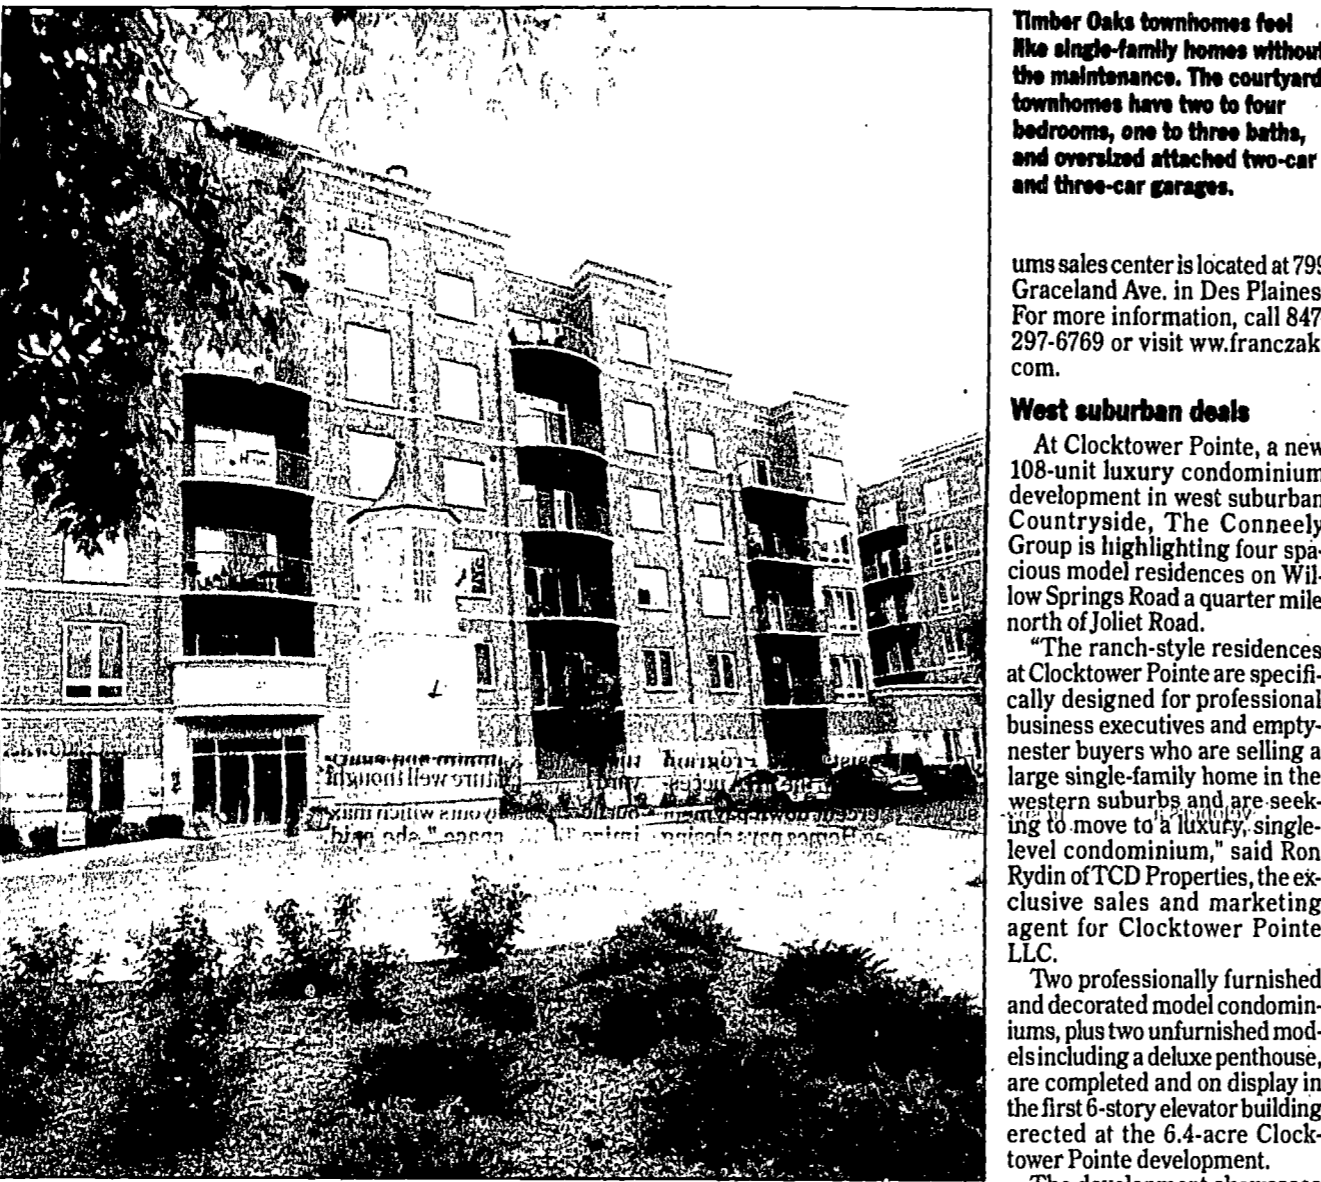 Timber Oaks townhomes feel
like single-family homes without
the maintenance. The courtyard
townhomes have two to four
bedrooms, one to three baths,
and oversized attached two-car
and three-car garages.
ums sales center is located at 799
Graceland Ave. in Des Plaines
For more information, call 847
297-6769 or visit ww.franczak
com.
West suburban deals
At Clocktower Pointe, a new
108-unit luxury condominium
development in west suburban
Countryside, The Conneely
Group is highlighting four spa-
cious model residences on Wil-
low Springs Road a quarter mile
north of Joliet Road.
"The ranch-style residences
at Clocktower Pointe are specifi-
cally designed for professional
business executives and empty-
nester buyers who are selling a
large single-family home in the
western suburbs and are seek-
ing to move to a luxury, single-
level condominium," said Ron
Rydin of TCD Properties, the ex-
clusive sales and marketing
agent for Clocktower Pointe
LLC.
Two professionally furnished
and decorated model condomin-
iums, plus two unfurnished mod-
els including a deluxe penthouse,
are completed and on display in
the first 6-story elevator building
erected at the 6.4-acre Clock-
tower Pointe development.
The development showcases